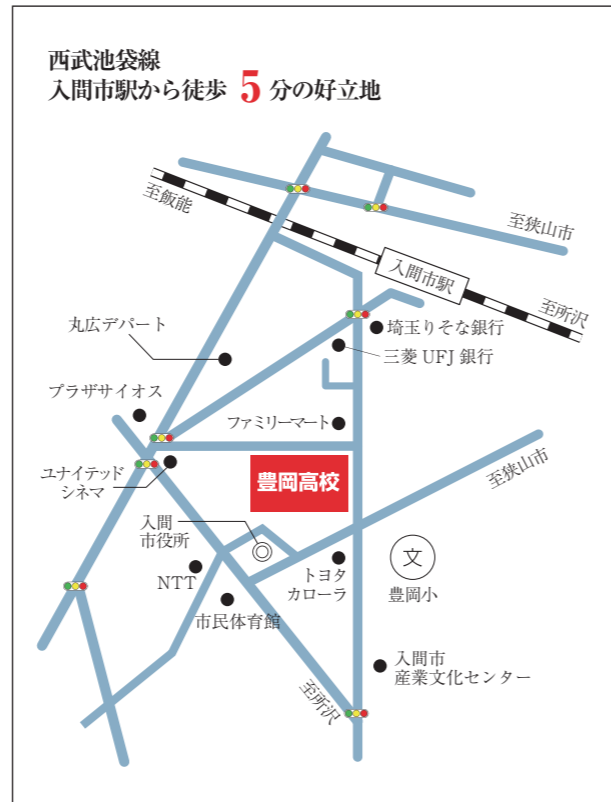 西武池袋線
入間市駅から徒歩 5 分の好立地
至飯能
至狭山市
入間市駅
至所沢
丸広デパート
埼玉りそな銀行
三菱 UFJ 銀行
プラザサイオス
ファミリーマート
ユナイテッド
シネマ
豊岡高校
至狭山市
入間
市役所
文
NTT
トヨタ
カローラ
豊岡小
市民体育館
入間市
産業文化センター
至所沢